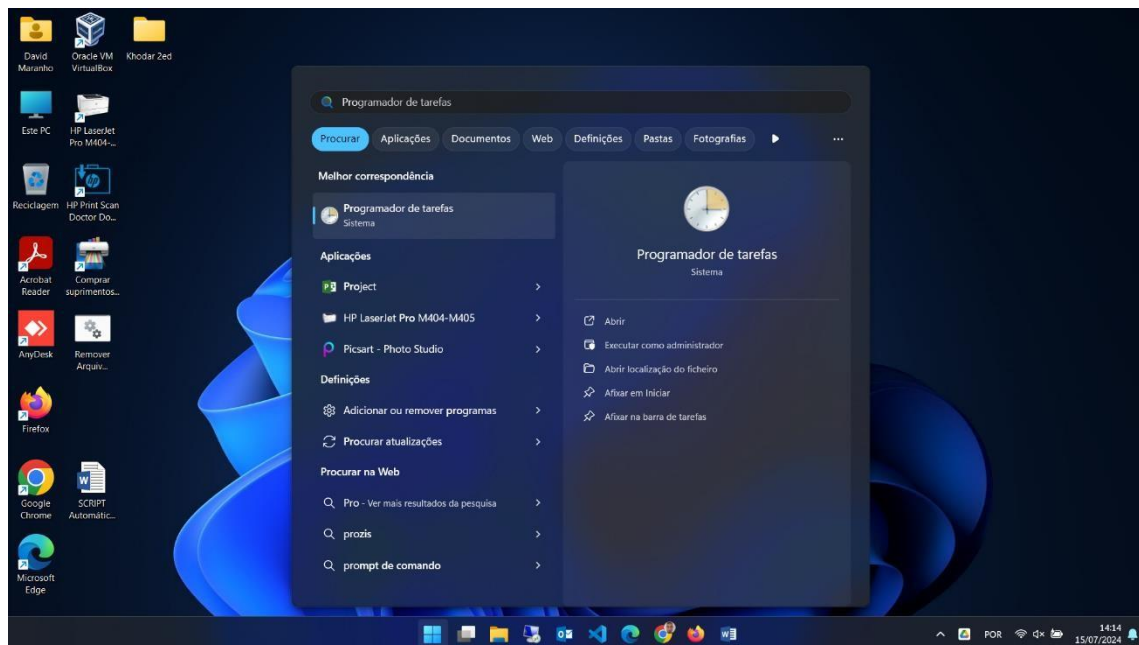 David
Maranho
Oracle VM
VirtualBox
Khodar 2ed
Este PC
HP LaserJet
Pro M404-...
Reciclagem
HP Print Scan
Doctor Do...
Acrobat
Reader
Comprar
suprimentos...
AnyDesk
Remover
Arquiv...
Firefox
Google
Chrome
SCRIPT
Automátic...
Microsoft
Edge
Programador de tarefas
Procurar Aplicações Documentos Web Definições Pastas Fotografias ...
Melhor correspondência
Programador de tarefas
Sistema
Aplicações
Project
HP LaserJet Pro M404-M405
Picsart - Photo Studio
Definições
Adicionar ou remover programas
Procurar atualizações
Procurar na Web
Pro - Ver mais resultados da pesquisa
prozis
prompt de comando
Programador de tarefas
Sistema
Abrir
Executar como administrador
Abrir localização do ficheiro
Afixar em Iniciar
Afixar na barra de tarefas
POR
14:14
15/07/2024